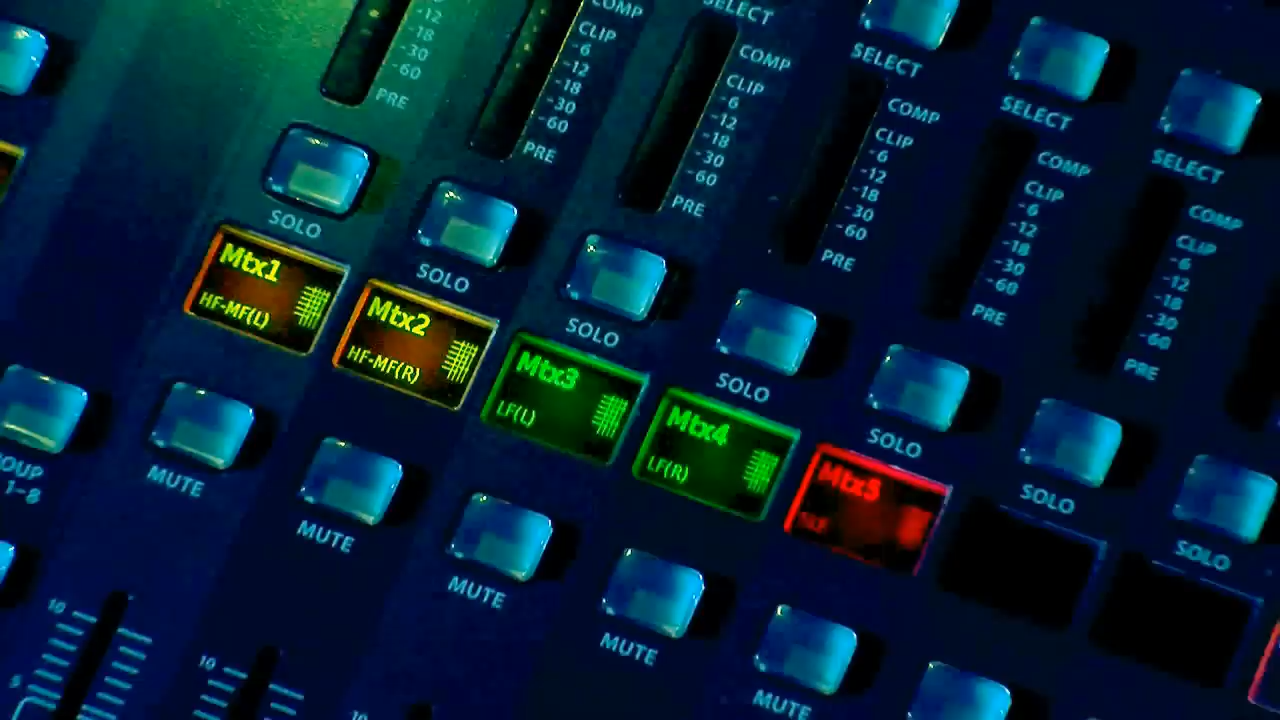 -12
-18
-30
-60
PRE
SOLO
Mtx1
HF-MF(L)
MUTE
10
5
COMP
CLIP
-6
-12
-18
-30
-60
PRE
SOLO
Mtx2
HF-MF(R)
MUTE
10
SELECT
COMP
CLIP
-6
-12
-18
-30
-60
PRE
SOLO
Mtx3
LF(L)
MUTE
10
SELECT
COMP
CLIP
-6
-12
-18
-30
-60
PRE
SOLO
Mtx4
LF(R)
MUTE
SELECT
COMP
CLIP
-6
-12
-18
-30
-60
PRE
SOLO
Mtx5
MUTE
SELECT
COMP
CLIP
-6
-12
-18
-30
-60
PRE
SOLO
SOLO
1-8